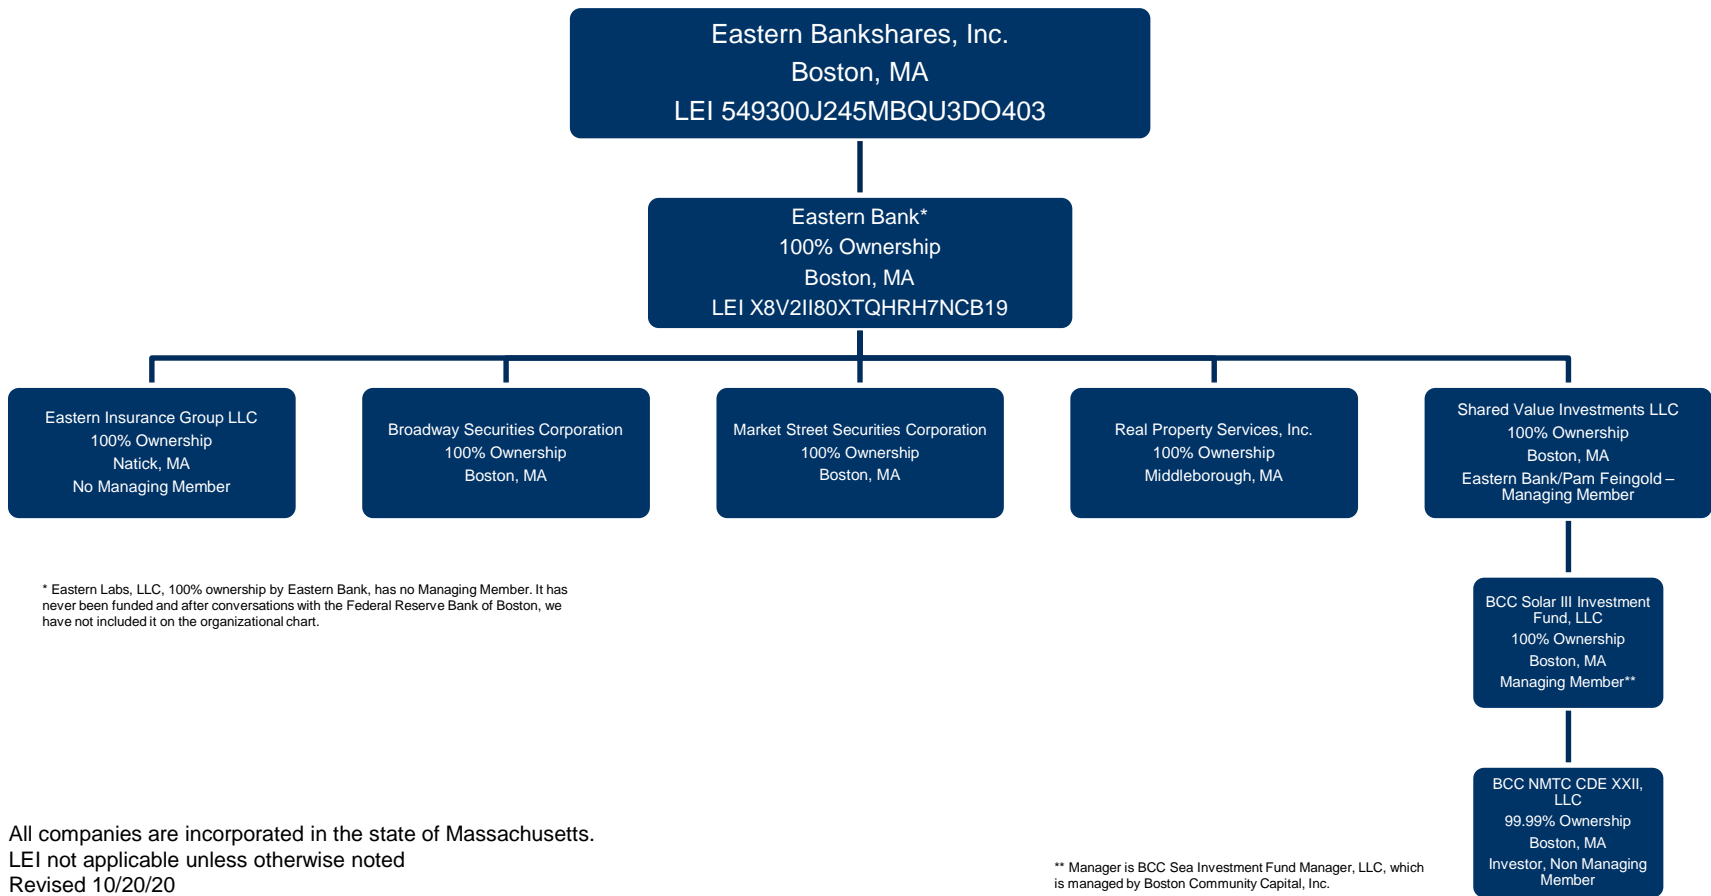 Eastern Bankshares, Inc.
Boston, MA
LEI 549300J245MBQU3DO403
Eastern Bank*
100% Ownership
Boston, MA
LEI X8V2II80XTQHRH7NCB19
Eastern Insurance Group LLC
100% Ownership
Natick, MA
No Managing Member
Broadway Securities Corporation
100% Ownership
Boston, MA
Market Street Securities Corporation
100% Ownership
Boston, MA
Real Property Services, Inc.
100% Ownership
Middleborough, MA
Shared Value Investments LLC
100% Ownership
Boston, MA
Eastern Bank/Pam Feingold –
Managing Member
* Eastern Labs, LLC, 100% ownership by Eastern Bank, has no Managing Member. It has
never been funded and after conversations with the Federal Reserve Bank of Boston, we
have not included it on the organizational chart.
BCC Solar III Investment
Fund, LLC
100% Ownership
Boston, MA
Managing Member**
BCC NMTC CDE XXII,
LLC
99.99% Ownership
Boston, MA
Investor, Non Managing
Member
All companies are incorporated in the state of Massachusetts.
LEI not applicable unless otherwise noted
Revised 10/20/20
** Manager is BCC Sea Investment Fund Manager, LLC, which
is managed by Boston Community Capital, Inc.